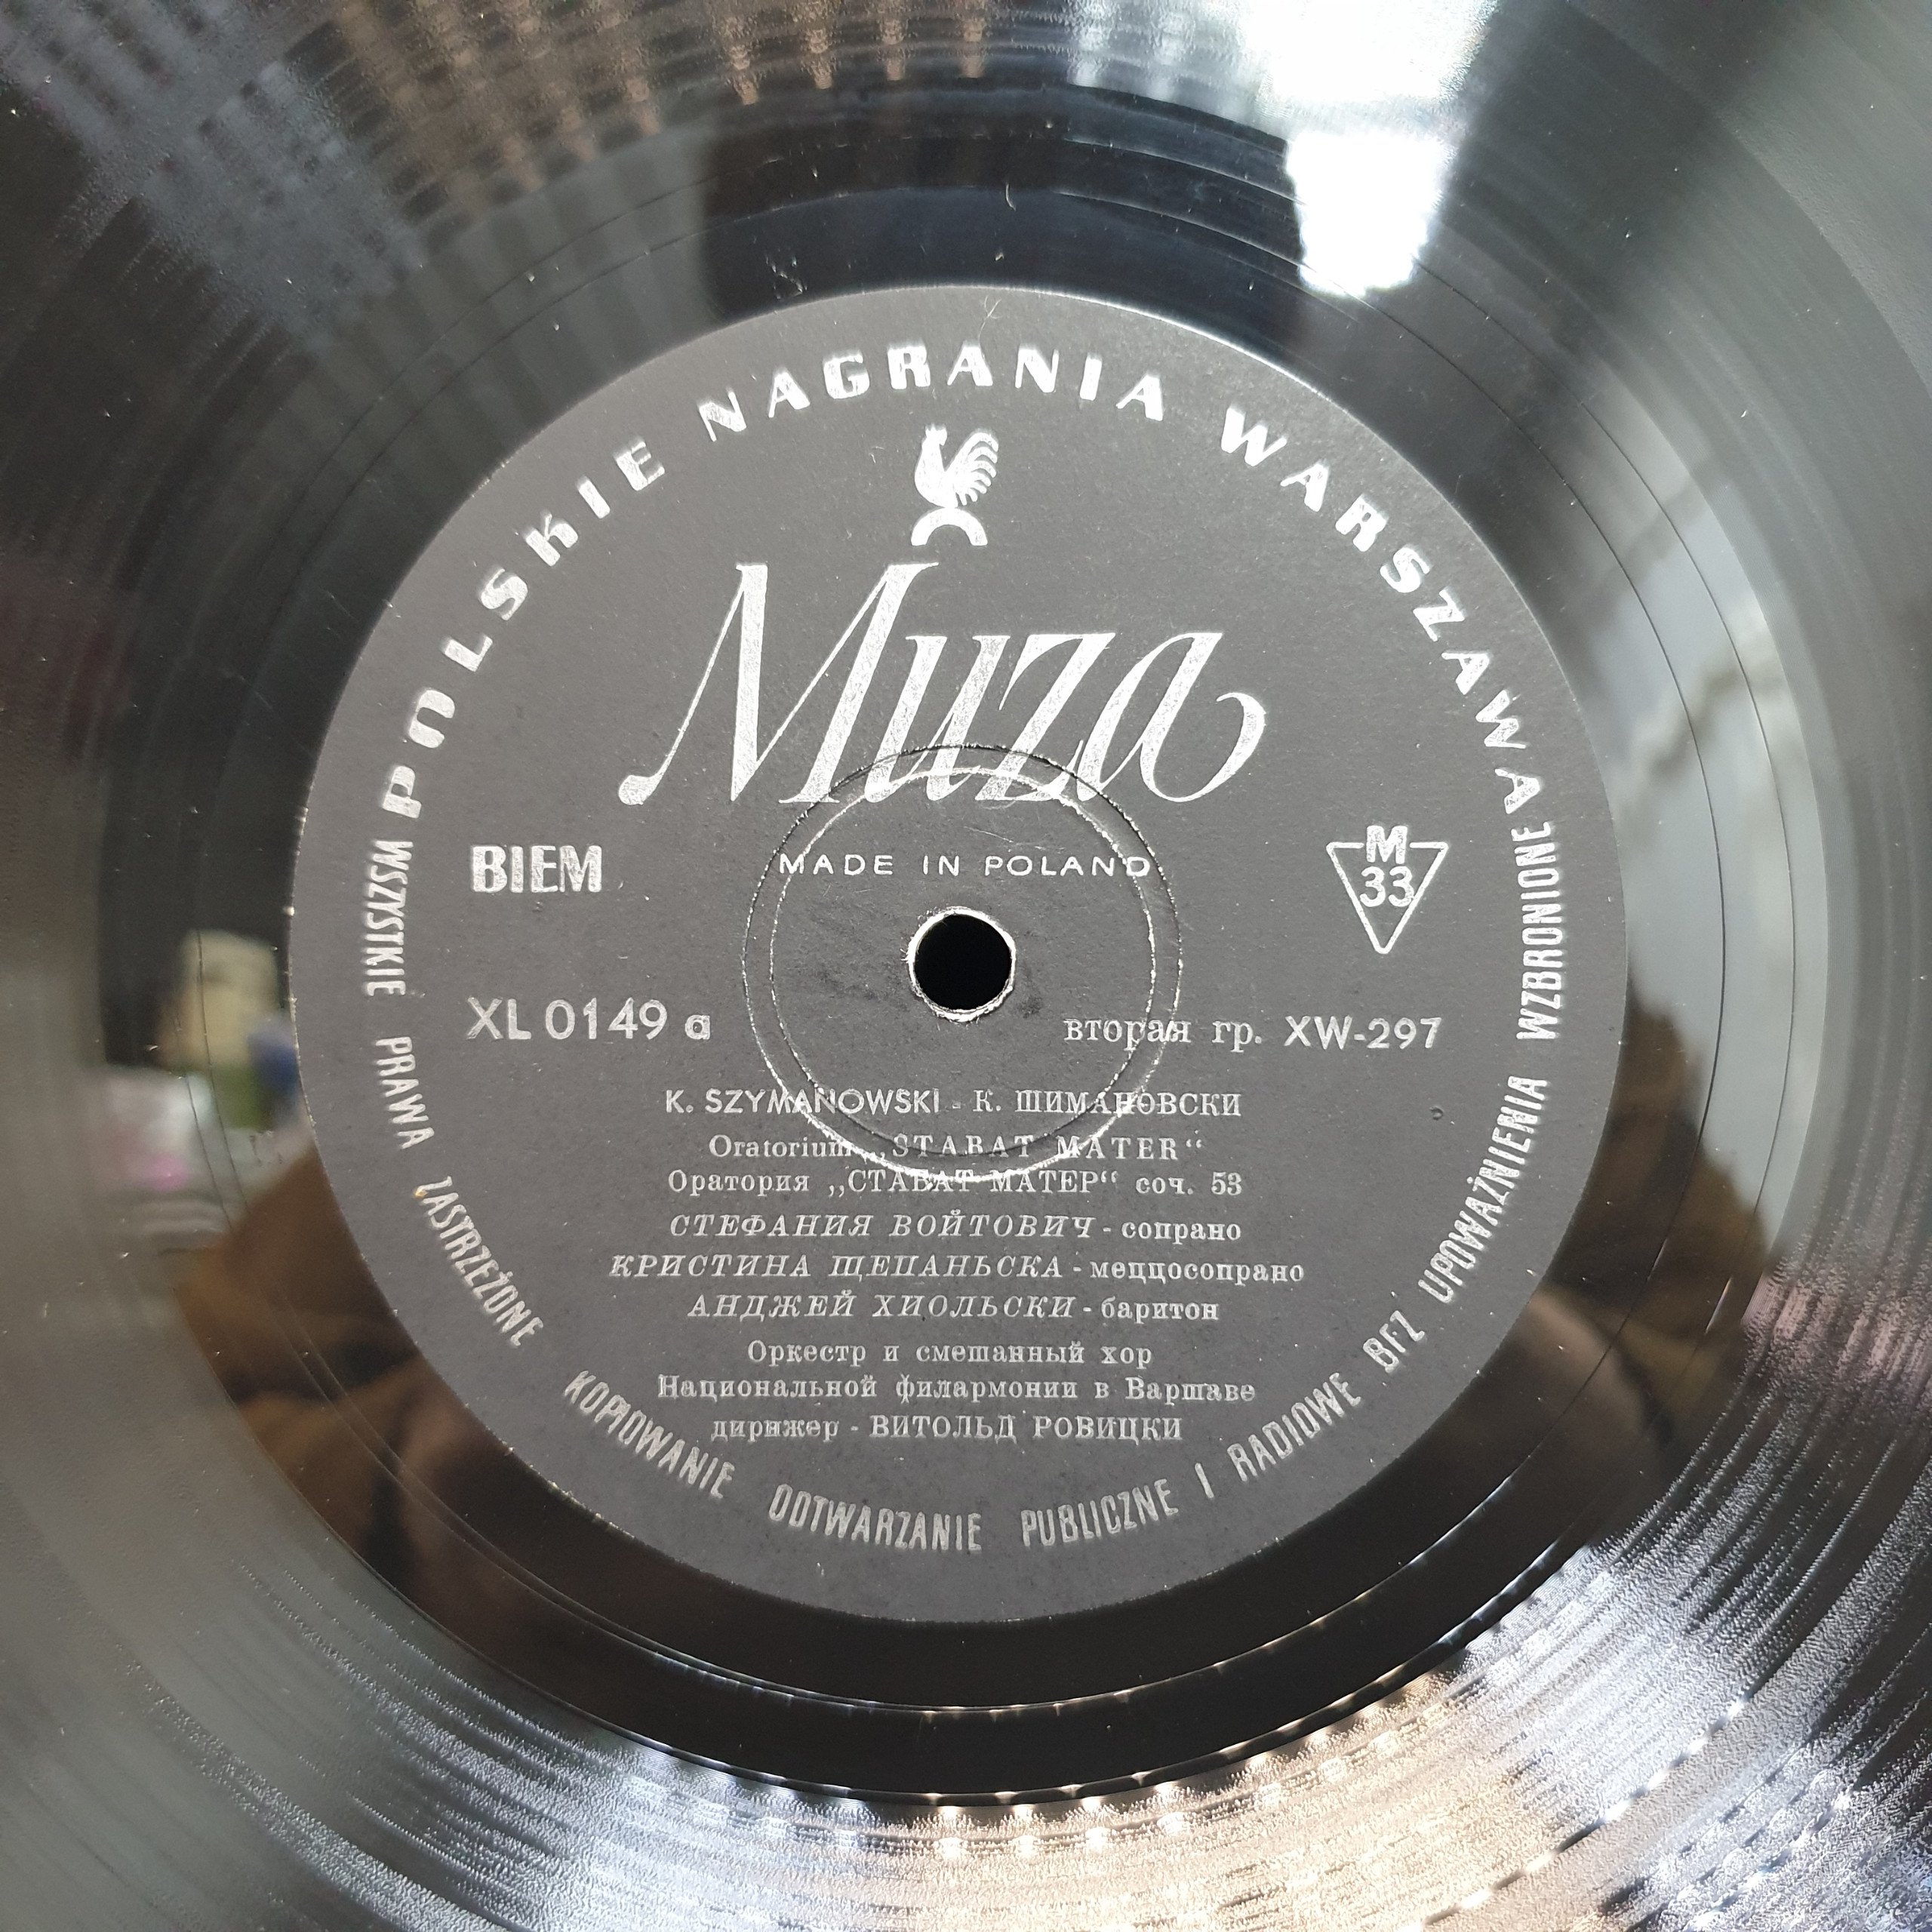 POLSKIE NAGRANIA WARSZAWA
Muza
BIEM
MADE IN POLAND
M
33
XL 0149 a
вторая гр. XW-297
K. SZYMANOWSKI - К. ШИМАНОВСКИ
Oratorium „STABAT MATER“
Оратория „СТАБАТ МАТЕР“ соч. 53
СТЕФАНИЯ ВОЙТОВИЧ - сопрано
КРИСТИНА ЩЕПАНЬСКА - меццосопрано
АНДЖЕЙ ХИОЛЬСКИ - баритон
Оркестр и смешанный хор
Национальной филармонии в Варшаве
дирижер - ВИТОЛЬД РОВИЦКИ
WSZYSTKIE PRAWA ZASTRZEŻONE KOPIOWANIE ODTWARZANIE PUBLICZNE I RADIOWE BEZ UPOWAŻNIENIA WZBRONIONE